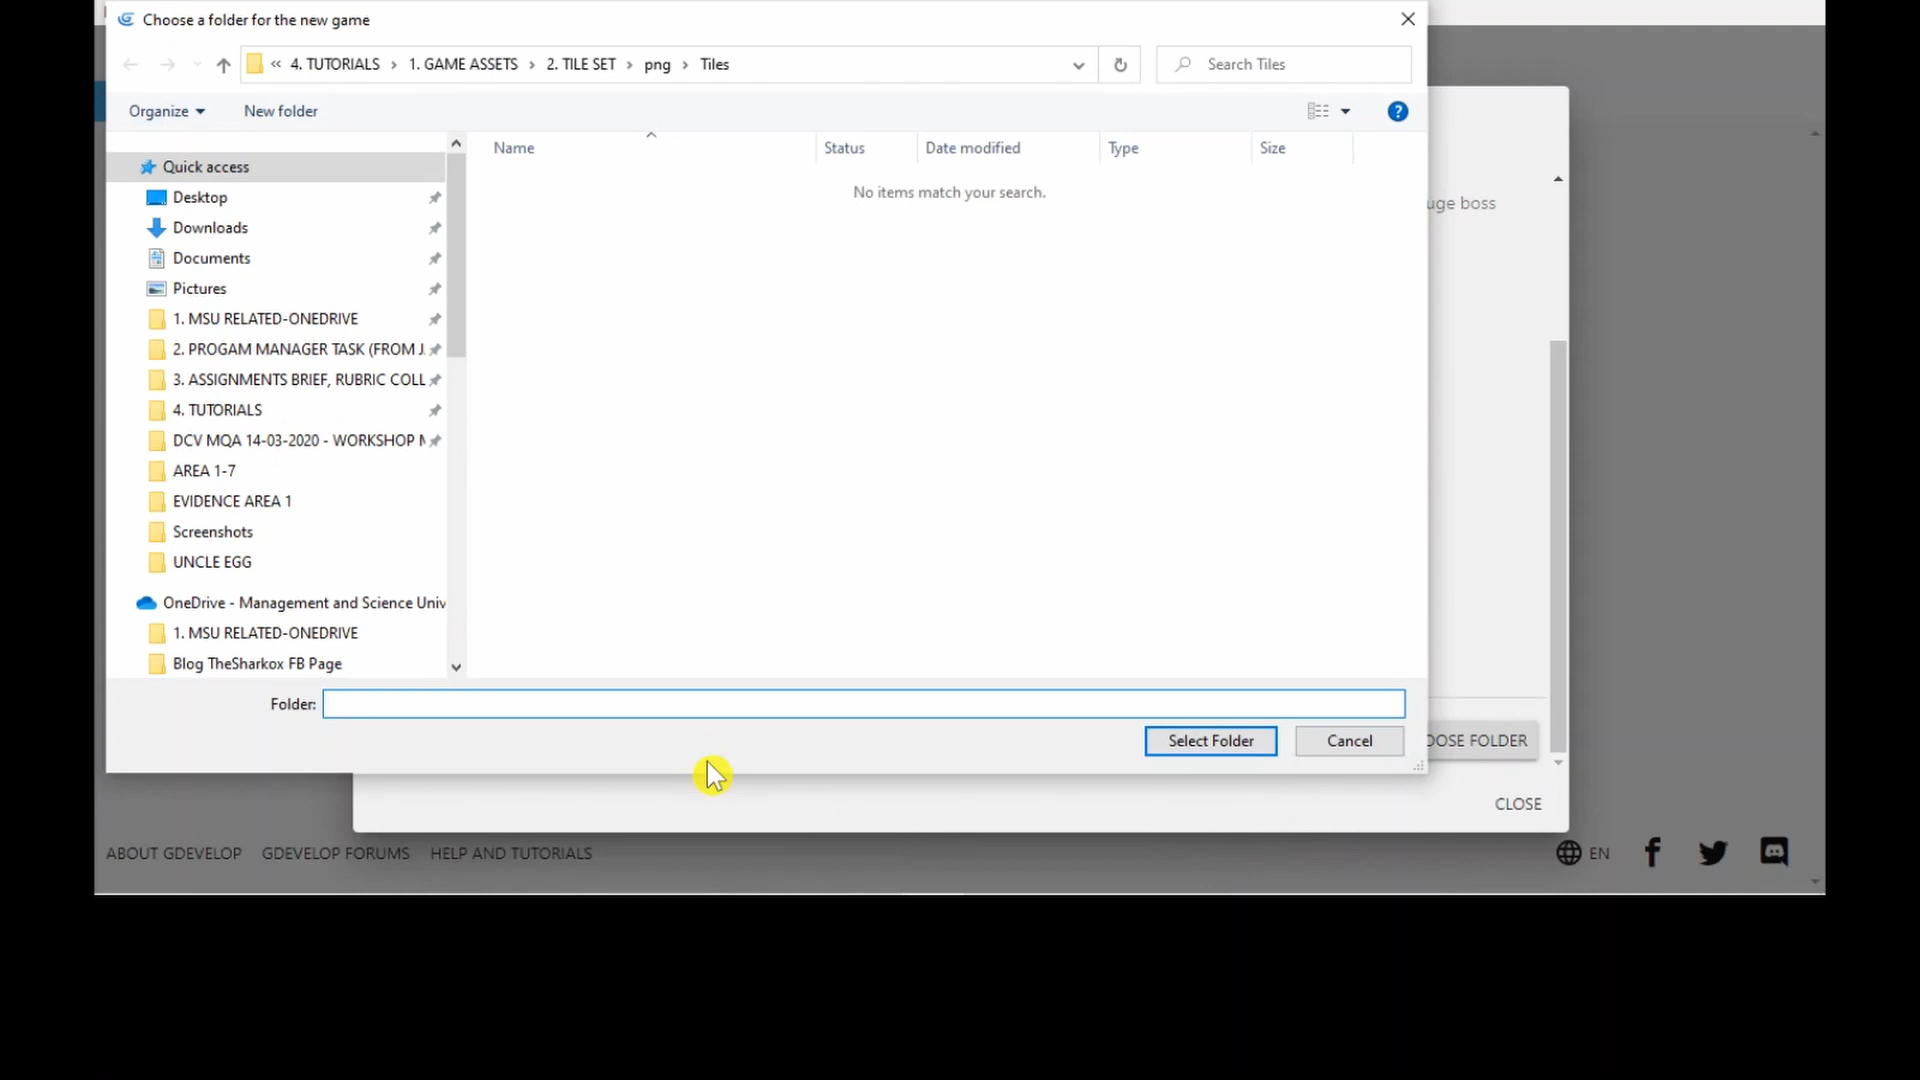 Choose a folder for the new game
« 4. TUTORIALS › 1. GAME ASSETS › 2. TILE SET › png › Tiles
Search Tiles
Organize
New folder
?
Name
Status
Date modified
Type
Size
No items match your search.
Quick access
Desktop
Downloads
Documents
Pictures
1. MSU RELATED-ONEDRIVE
2. PROGAM MANAGER TASK (FROM J.
3. ASSIGNMENTS BRIEF, RUBRIC COLL
4. TUTORIALS
DCV MQA 14-03-2020 - WORKSHOP
AREA 1-7
EVIDENCE AREA 1
Screenshots
UNCLE EGG
OneDrive - Management and Science Univ
1. MSU RELATED-ONEDRIVE
Blog TheSharkox FB Page
uge boss
Folder:
Select Folder
Cancel
OOSE FOLDER
CLOSE
ABOUT GDEVELOP
GDEVELOP FORUMS
HELP AND TUTORIALS
EN